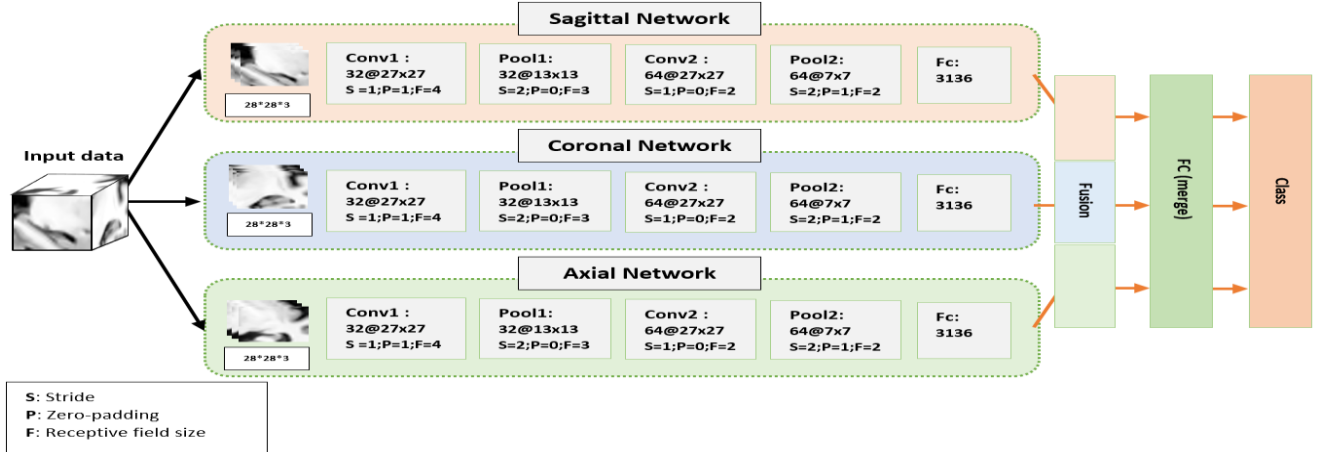 Sagittal Network
Conv1 :
32@27x27
S =1;P=1;F=4
Pool1:
32@13x13
S=2;P=0;F=3
Conv2 :
64@27x27
S=1;P=0;F=2
Pool2:
64@7x7
S=2;P=1;F=2
Fc:
3136
28*28*3
Input data
Coronal Network
Conv1 :
32@27x27
S =1;P=1;F=4
Pool1:
32@13x13
S=2;P=0;F=3
Conv2 :
64@27x27
S=1;P=0;F=2
Pool2:
64@7x7
S=2;P=1;F=2
Fc:
3136
28*28*3
Axial Network
Conv1 :
32@27x27
S =1;P=1;F=4
Pool1:
32@13x13
S=2;P=0;F=3
Conv2 :
64@27x27
S=1;P=0;F=2
Pool2:
64@7x7
S=2;P=1;F=2
Fc:
3136
28*28*3
Fusion
FC (merge)
Class
S: Stride
P: Zero-padding
F: Receptive field size